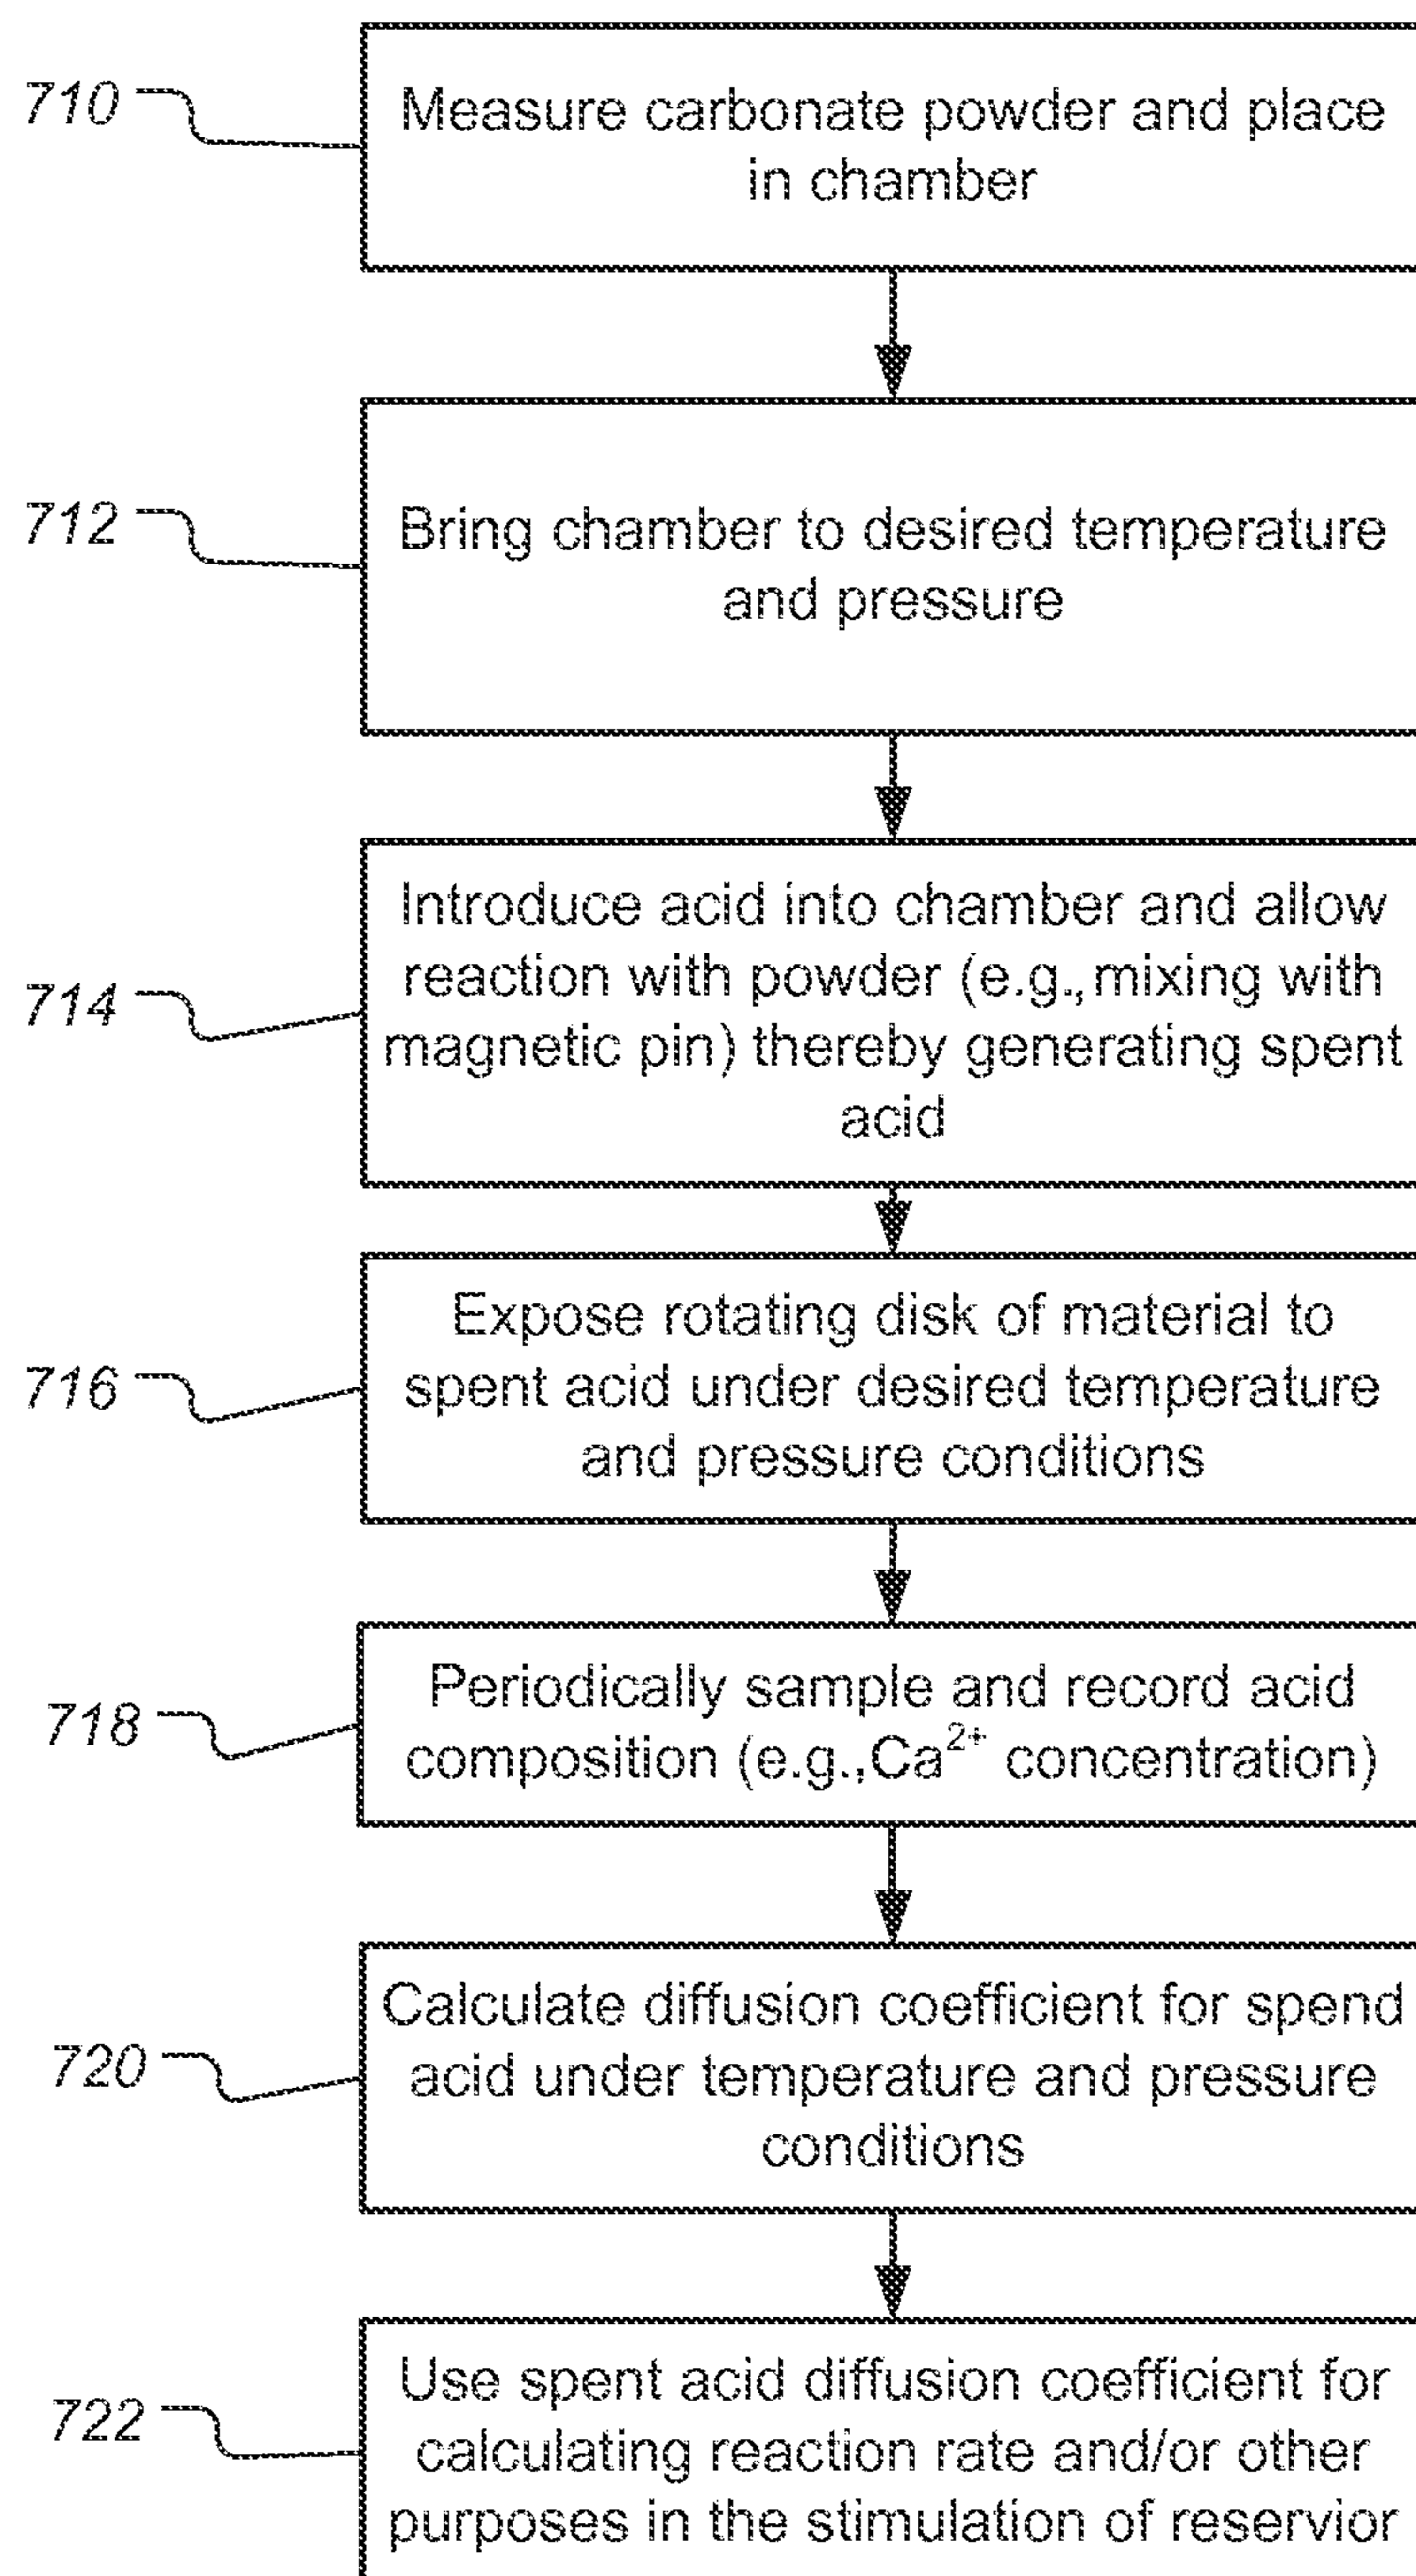 710
Measure carbonate powder and place
in chamber
712
Bring chamber to desired temperature
and pressure
714
Introduce acid into chamber and allow
reaction with powder (e.g., mixing with
magnetic pin) thereby generating spent
acid
716
Expose rotating disk of material to
spent acid under desired temperature
and pressure conditions
718
Periodically sample and record acid
composition (e.g., Ca²⁺ concentration)
720
Calculate diffusion coefficient for spend
acid under temperature and pressure
conditions
722
Use spent acid diffusion coefficient for
calculating reaction rate and/or other
purposes in the stimulation of reservior